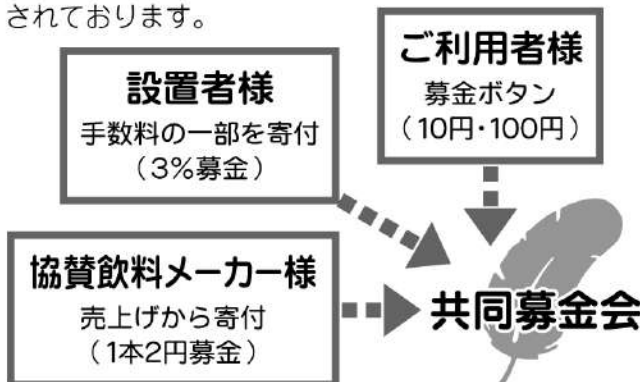 されております。
設置者様
手数料の一部を寄付
（3%募金）
ご利用者様
募金ボタン
（10円･100円）
協賛飲料メーカー様
売上げから寄付
（1本2円募金）
共同募金会